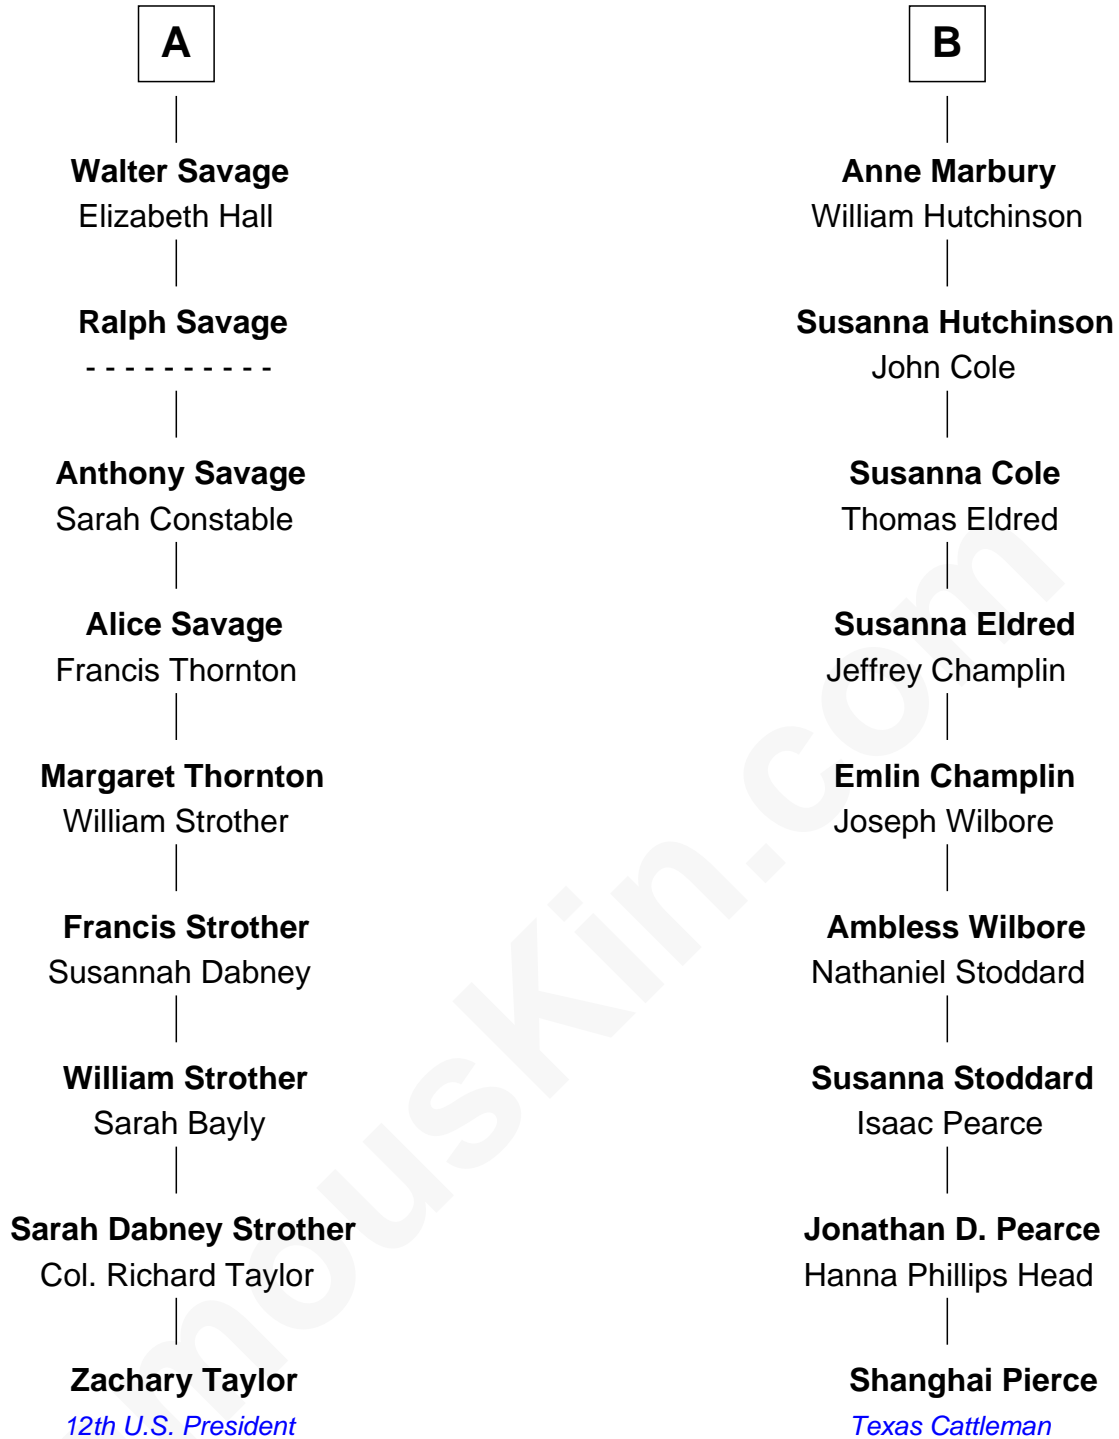 A
Walter Savage
Elizabeth Hall
Ralph Savage
- - - - - - - - - -
Anthony Savage
Sarah Constable
Alice Savage
Francis Thornton
Margaret Thornton
William Strother
Francis Strother
Susannah Dabney
William Strother
Sarah Bayly
Sarah Dabney Strother
Col. Richard Taylor
Zachary Taylor
12th U.S. President
B
Anne Marbury
William Hutchinson
Susanna Hutchinson
John Cole
Susanna Cole
Thomas Eldred
Susanna Eldred
Jeffrey Champlin
Emlin Champlin
Joseph Wilbore
Ambless Wilbore
Nathaniel Stoddard
Susanna Stoddard
Isaac Pearce
Jonathan D. Pearce
Hanna Phillips Head
Shanghai Pierce
Texas Cattleman
mousKin.com